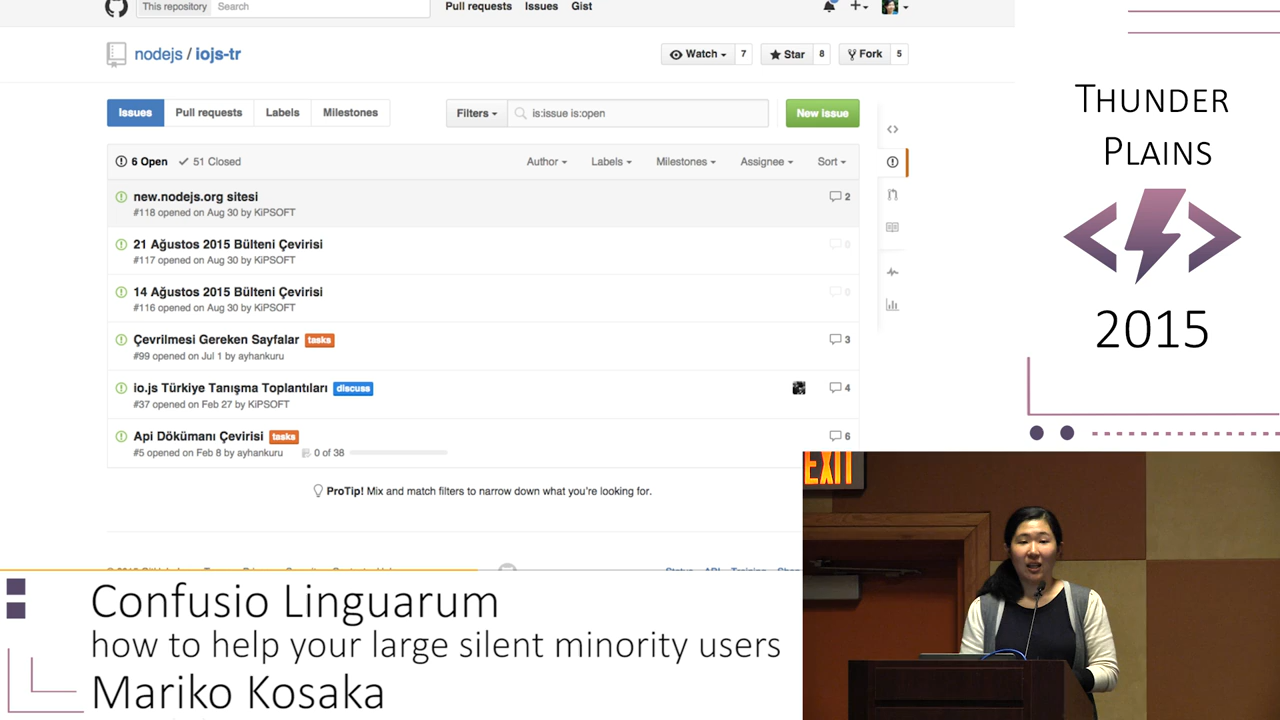 This repository Search
Pull requests Issues Gist
nodejs / iojs-tr
Watch 7
Star 8
Fork 5
Issues Pull requests Labels Milestones
Filters is:issue is:open
New issue
6 Open 51 Closed
Author Labels Milestones Assignee Sort
new.nodejs.org sitesi 2
#118 opened on Aug 30 by KiPSOFT
21 Ağustos 2015 Bülteni Çevirisi 0
#117 opened on Aug 30 by KiPSOFT
14 Ağustos 2015 Bülteni Çevirisi 0
#116 opened on Aug 30 by KiPSOFT
Çevrilmesi Gereken Sayfalar tasks 3
#99 opened on Jul 1 by ayhankuru
io.js Türkiye Tanışma Toplantıları discuss 4
#37 opened on Feb 27 by KiPSOFT
Api Dökümanı Çevirisi tasks 6
#5 opened on Feb 8 by ayhankuru 0 of 38
ProTip! Mix and match filters to narrow down what you're looking for.
THUNDER
PLAINS
2015
EXIT
Confusio Linguarum
how to help your large silent minority users
Mariko Kosaka